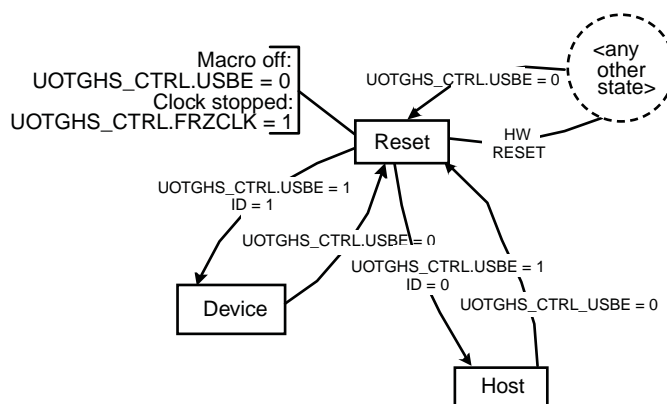 Macro off:
UOTGHS_CTRL.USBE = 0
Clock stopped:
UOTGHS_CTRL.FRZCLK = 1
<any
other
state>
UOTGHS_CTRL.USBE = 0
Reset
HW
RESET
UOTGHS_CTRL.USBE = 1
ID = 1
UOTGHS_CTRL.USBE = 0
UOTGHS_CTRL.USBE = 1
ID = 0
UOTGHS_CTRL_USBE = 0
Device
Host